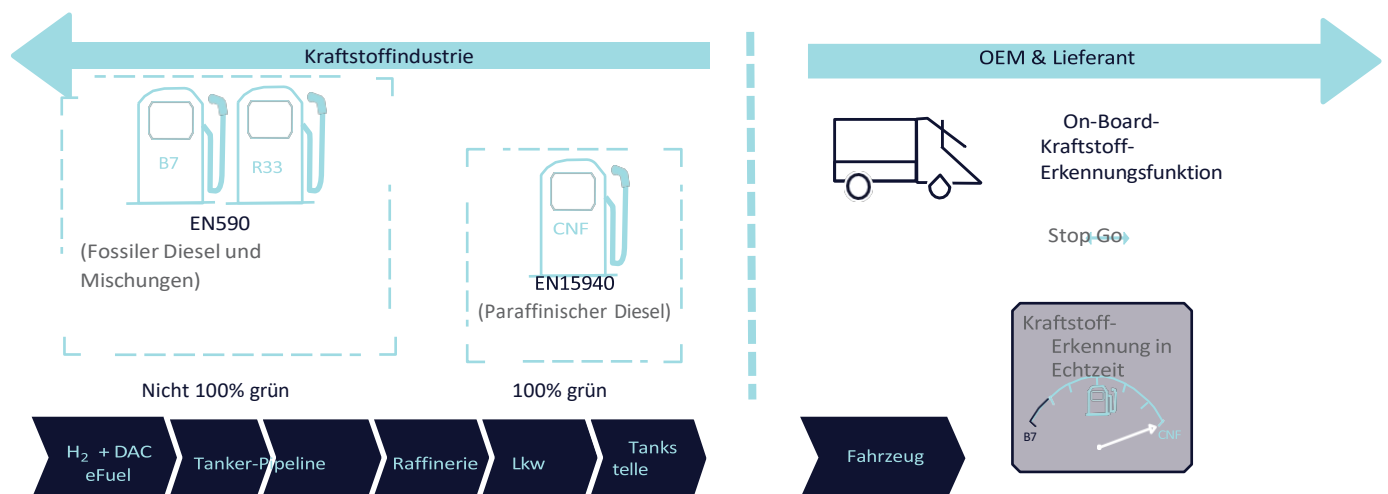 Kraftstoffindustrie
OEM & Lieferant
B7
R33
EN590
(Fossiler Diesel und
Mischungen)
CNF
EN15940
(Paraffinischer Diesel)
On-Board-
Kraftstoff-
Erkennungsfunktion
Stop Go
Kraftstoff-
Erkennung in
Echtzeit
B7
CNF
Nicht 100% grün
100% grün
H₂ + DAC
eFuel
Tanker-Pipeline
Raffinerie
Lkw
Tanks
telle
Fahrzeug